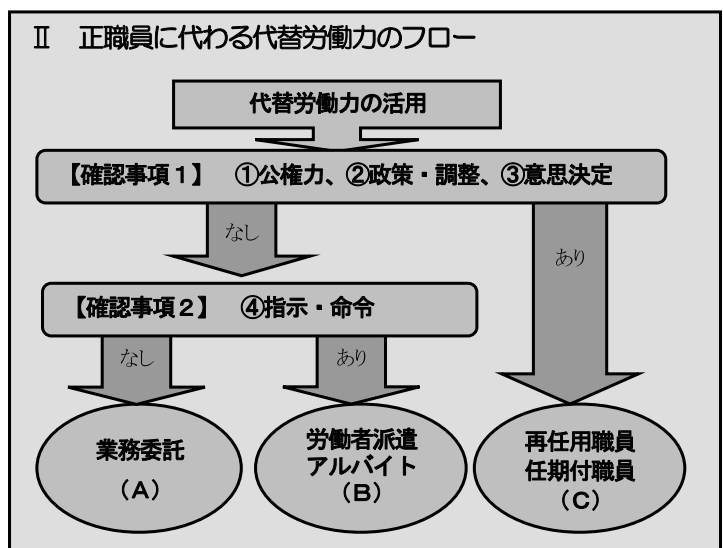 Ⅱ 正職員に代わる代替労働力のフロー
代替労働力の活用
【確認事項１】 ①公権力、②政策・調整、③意思決定
なし
あり
【確認事項２】 ④指示・命令
なし
あり
業務委託
（A）
労働者派遣
アルバイト
（B）
再任用職員
任期付職員
（C）